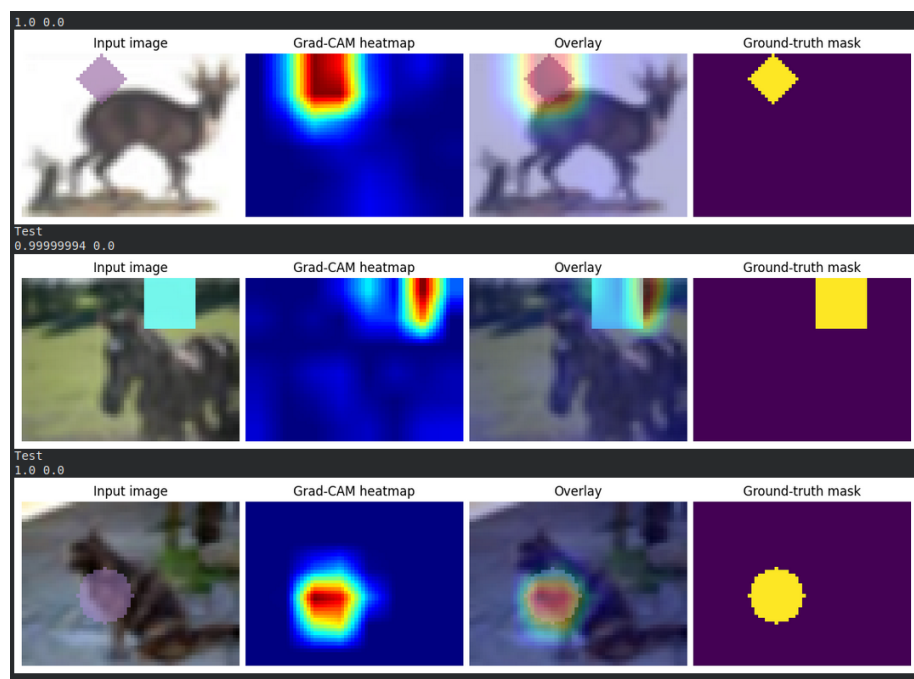 1.0 0.0
Input image Grad-CAM heatmap Overlay Ground-truth mask
Test
0.99999994 0.0
Input image Grad-CAM heatmap Overlay Ground-truth mask
Test
1.0 0.0
Input image Grad-CAM heatmap Overlay Ground-truth mask